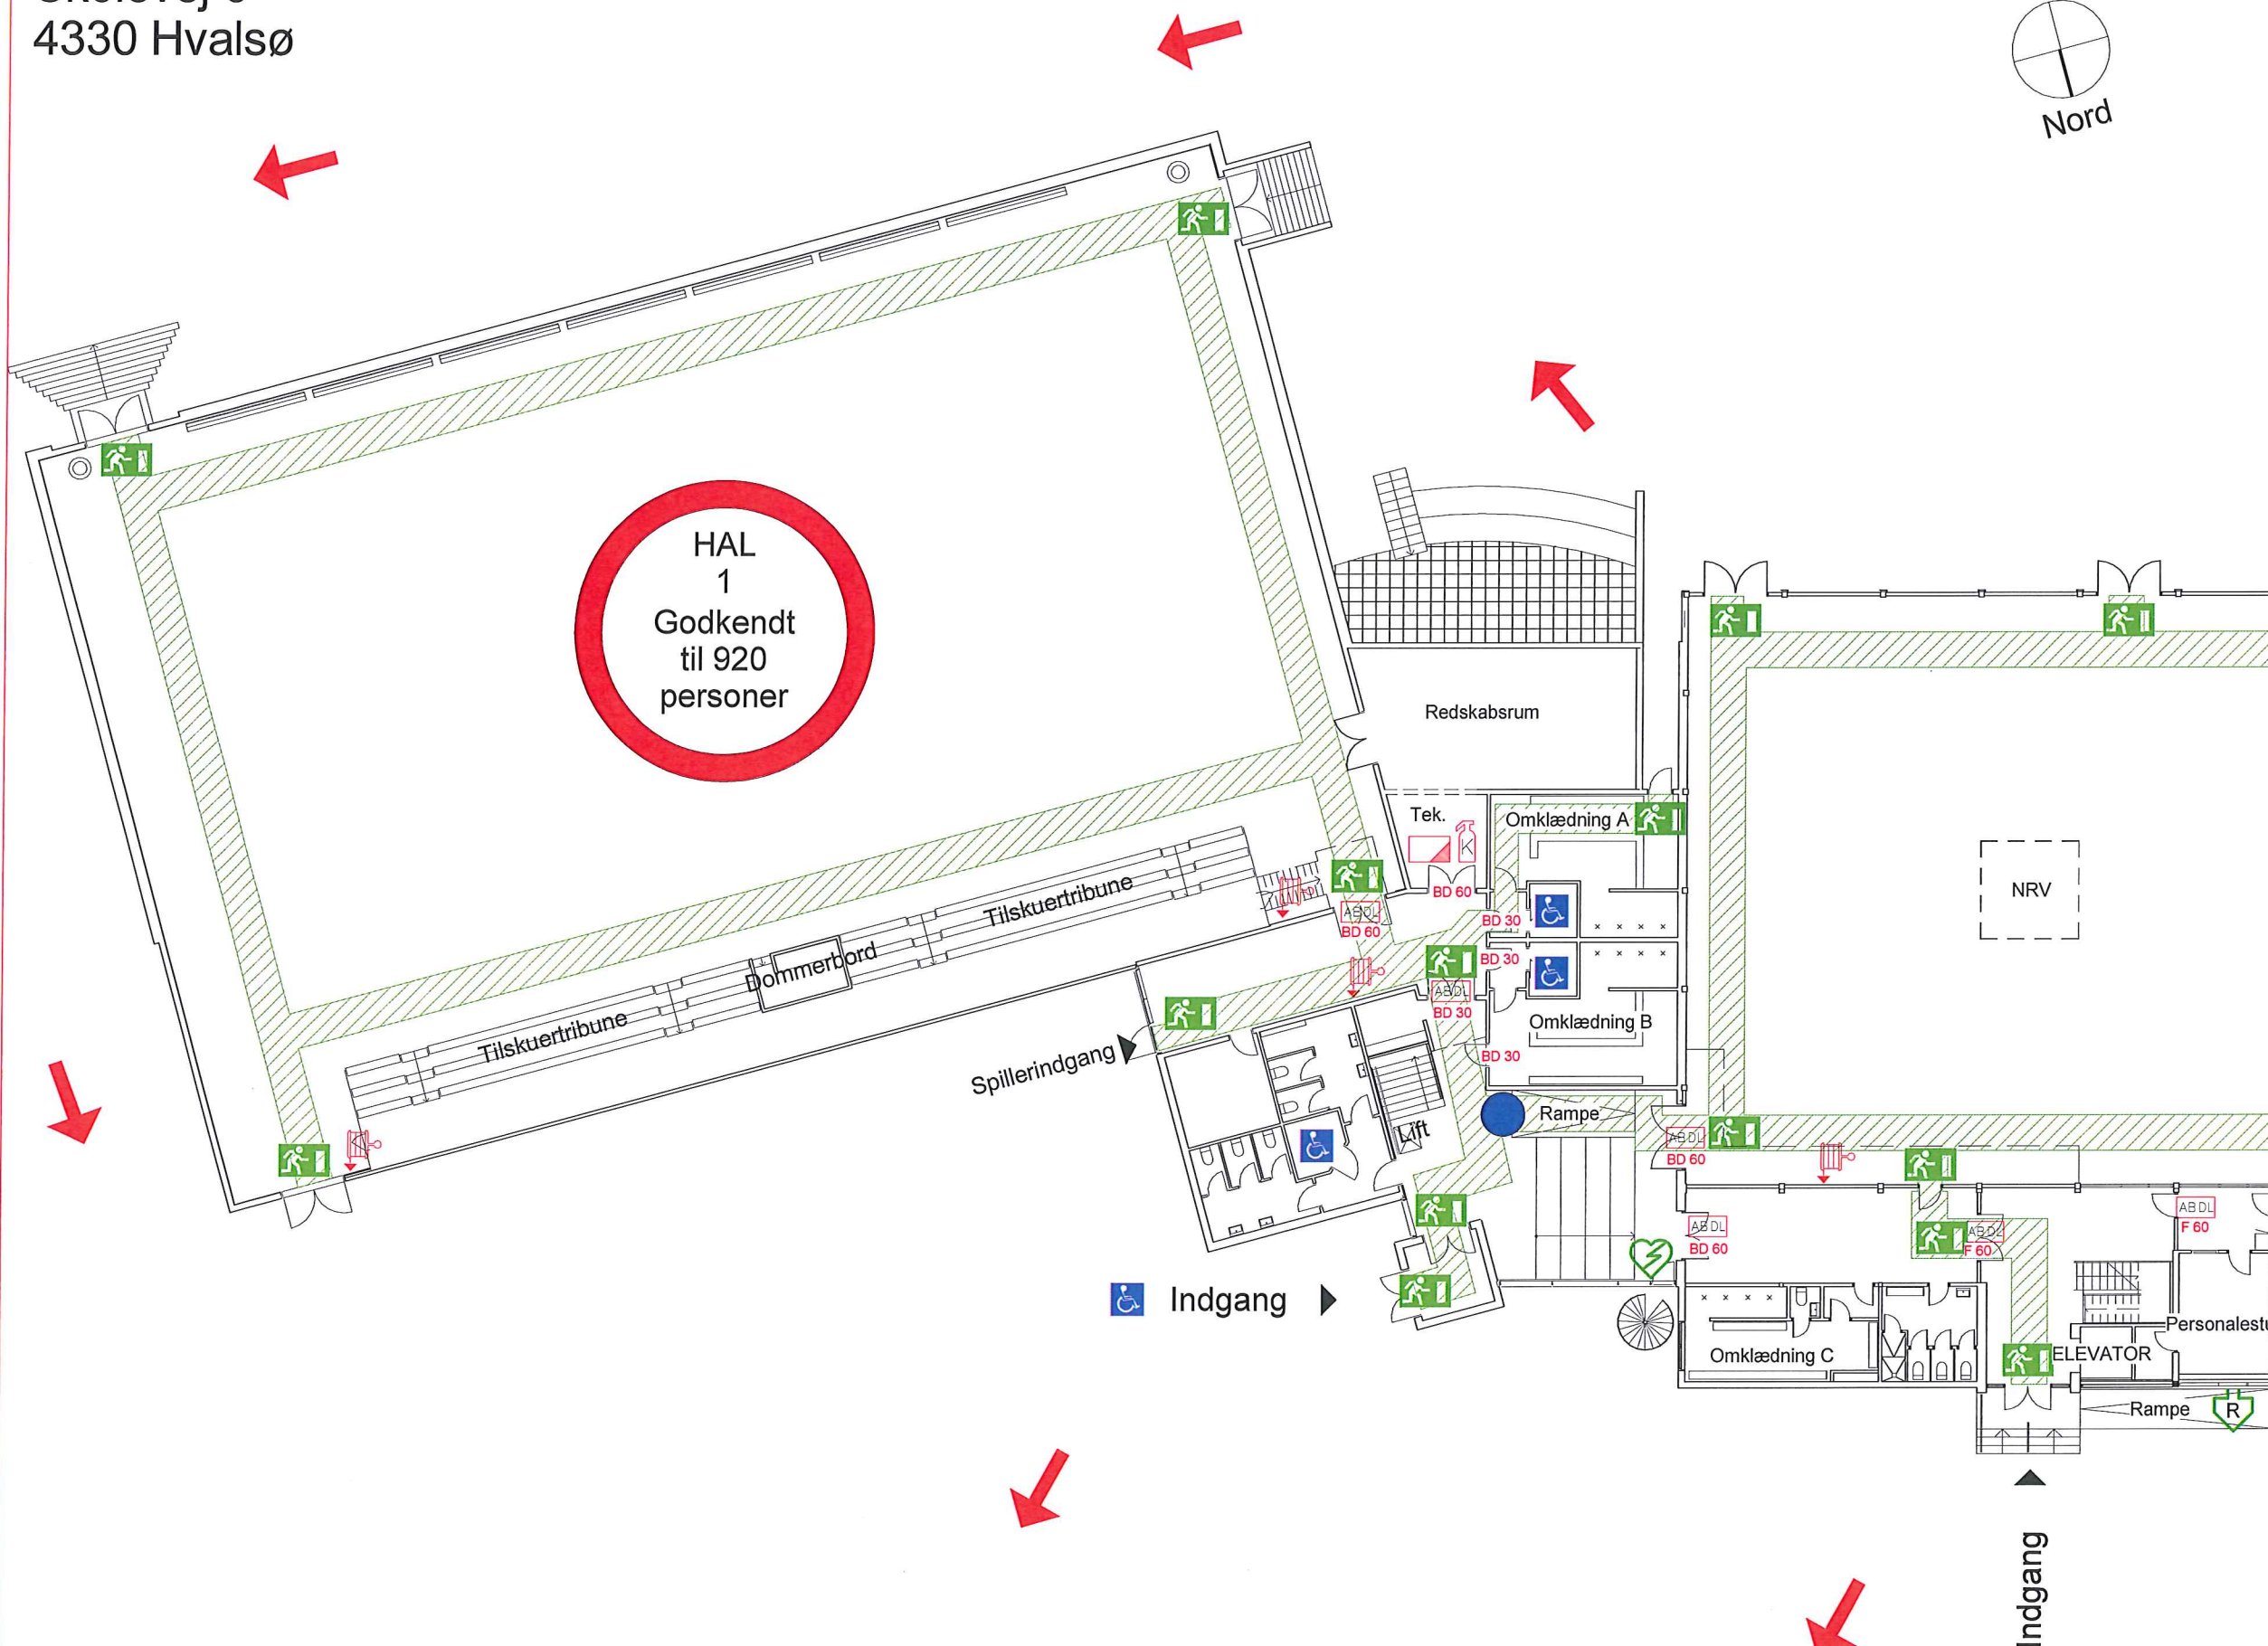 4330 Hvalsø
Nord
HAL
1
Godkendt
til 920
personer
Redskabsrum
Tek.
K
BD 60
Omklædning A
NRV
BD 30
ABDL
BD 60
Tilskuertribune
Dommerbord
Tilskuertribune
BD 30
ABDL
BD 30
Omklædning B
BD 30
Spillerindgang
Rampe
Lift
ABDL
BD 60
ABDL
BD 60
ABDL
F 60
ABDL
F 60
Indgang
Omklædning C
ELEVATOR
Rampe
R
Indgang